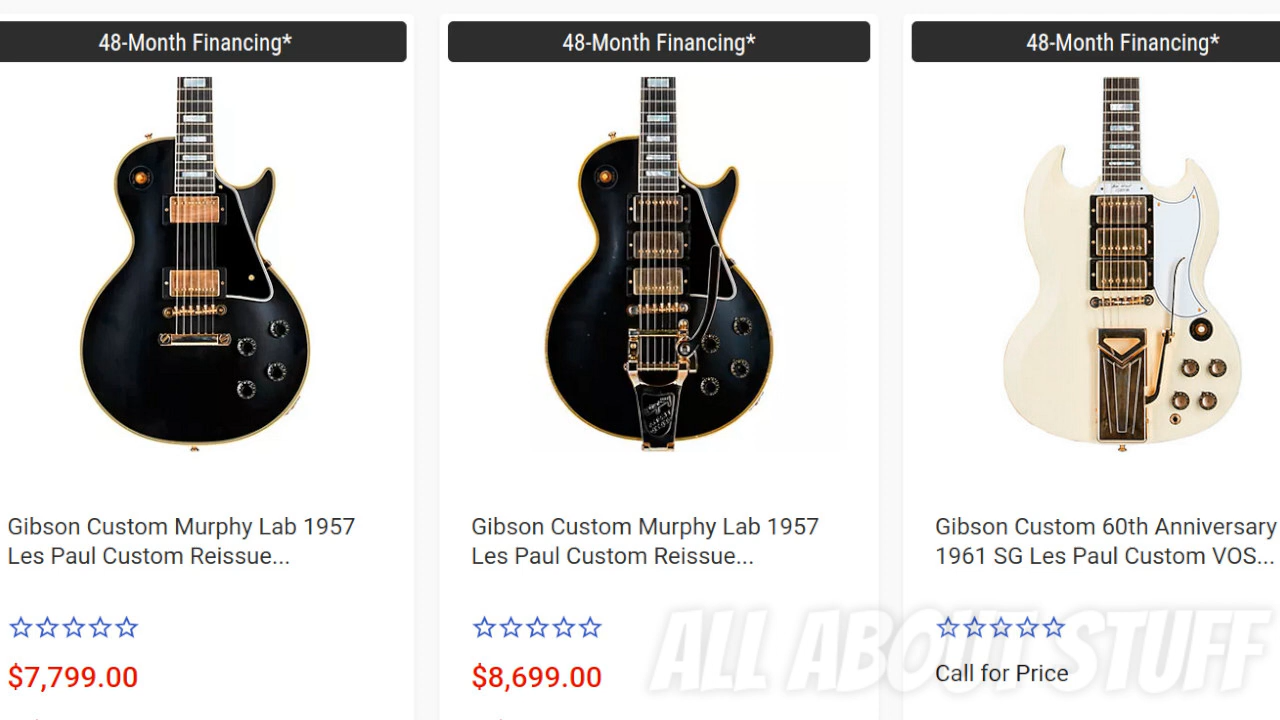 48-Month Financing*
48-Month Financing*
48-Month Financing*
Gibson Custom Murphy Lab 1957
Les Paul Custom Reissue...
$7,799.00
Gibson Custom Murphy Lab 1957
Les Paul Custom Reissue...
$8,699.00
Gibson Custom 60th Anniversary
1961 SG Les Paul Custom VOS...
Call for Price
ALL ABOUT STUFF